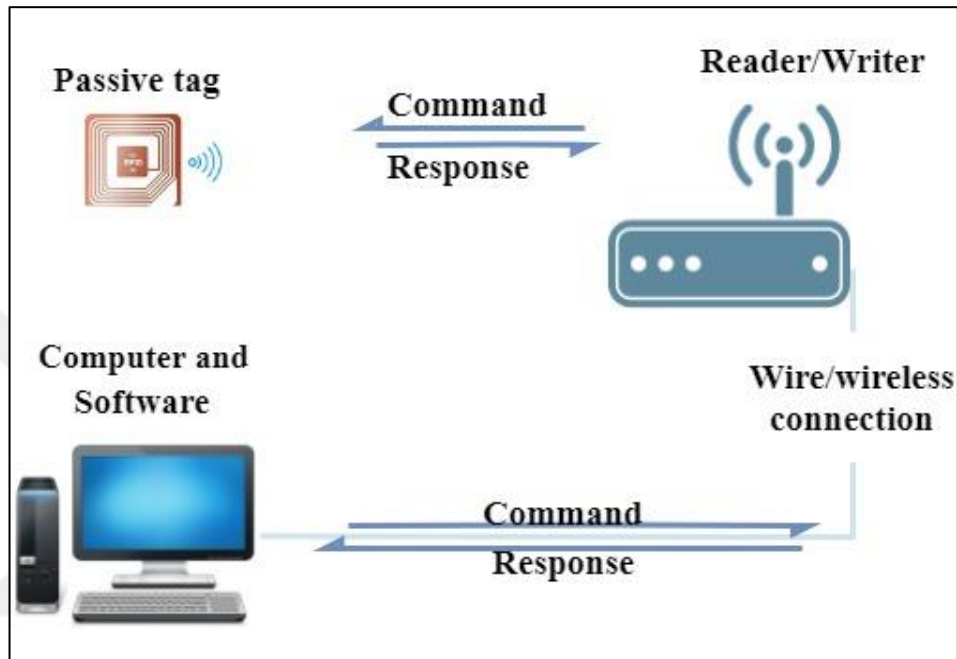 Passive tag
Reader/Writer
Command
Response
Computer and
Software
Wire/wireless
connection
Command
Response